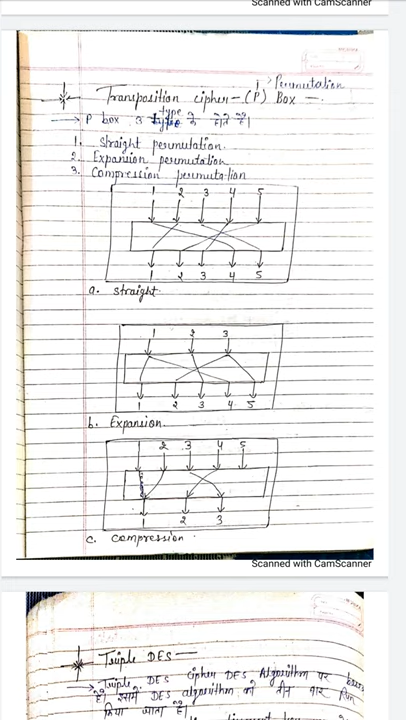 Scanned with CamScanner
Permutation
Transposition cipher - (P) Box -
→ P box 3 type के होते हैं।
1. Straight permutation.
2. Expansion permutation
3. Compression permutation
1 2 3 4 5
1 2 3 4 5
a. straight.
1 2 3
1 2 3 4 5
b. Expansion.
1 2 3 4 5
1 2 3
c. compression.
Scanned with CamScanner
Triple DES -
→ Triple DES cipher DES Algorithm पर based
है। इसमें DES algorithm को तीन बार Run
किया जाता है।